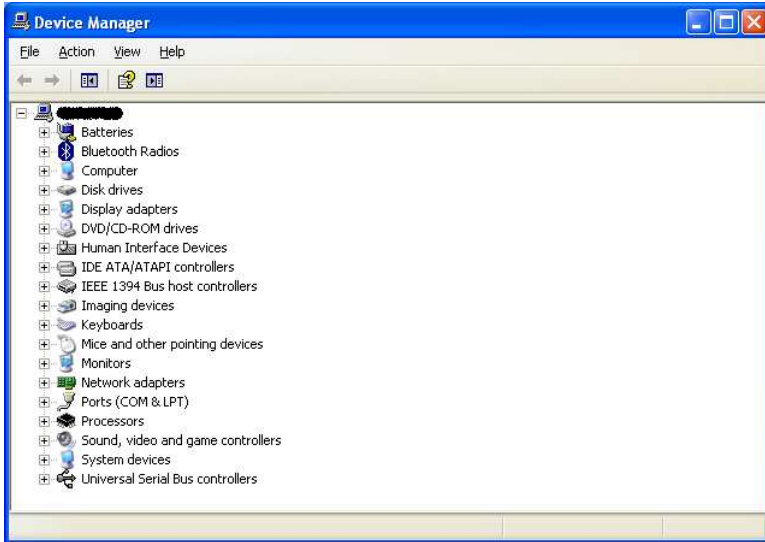 Device Manager
File Action View Help
Batteries
Bluetooth Radios
Computer
Disk drives
Display adapters
DVD/CD-ROM drives
Human Interface Devices
IDE ATA/ATAPI controllers
IEEE 1394 Bus host controllers
Imaging devices
Keyboards
Mice and other pointing devices
Monitors
Network adapters
Ports (COM & LPT)
Processors
Sound, video and game controllers
System devices
Universal Serial Bus controllers